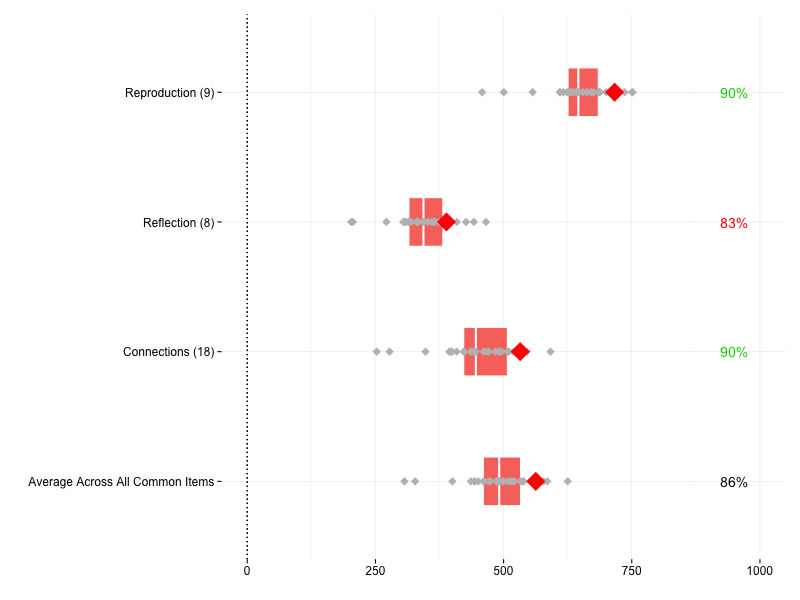 Reproduction (9)
90%
Reflection (8)
83%
Connections (18)
90%
Average Across All Common Items
86%
0 250 500 750 1000